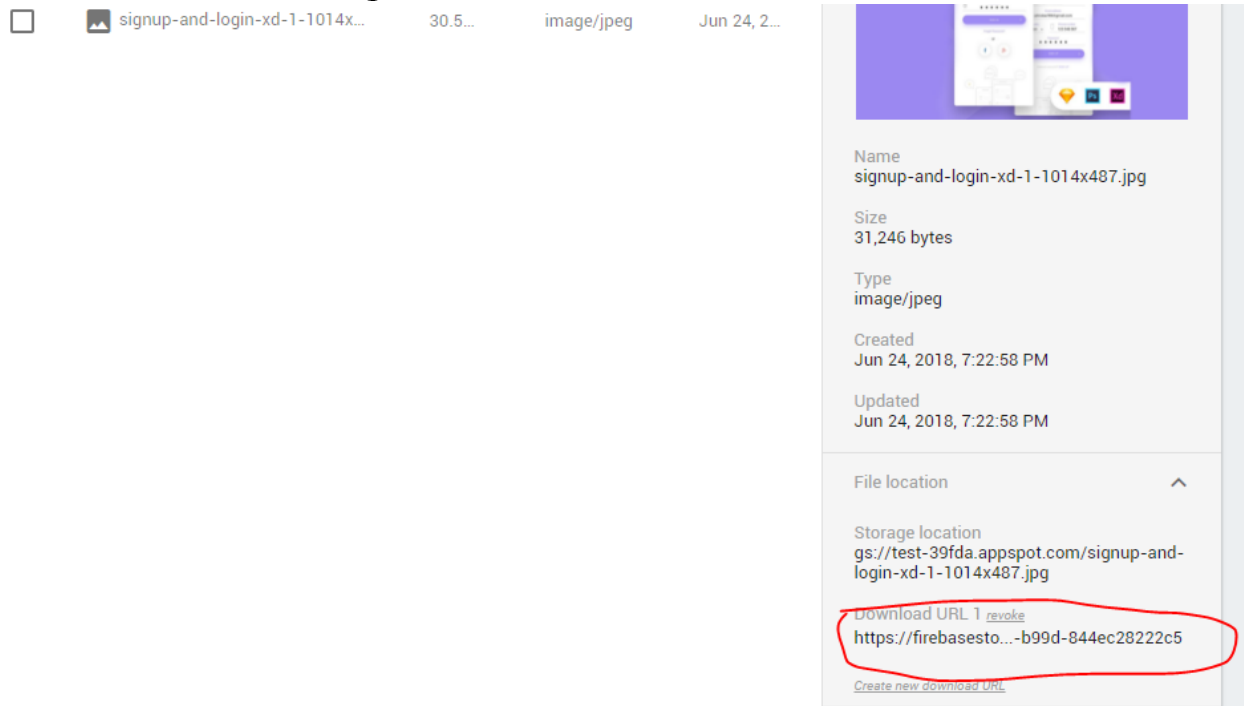 signup-and-login-xd-1-1014x... 30.5... image/jpeg Jun 24, 2...
Ps Xd
Name
signup-and-login-xd-1-1014x487.jpg
Size
31,246 bytes
Type
image/jpeg
Created
Jun 24, 2018, 7:22:58 PM
Updated
Jun 24, 2018, 7:22:58 PM
File location
Storage location
gs://test-39fda.appspot.com/signup-and-
login-xd-1-1014x487.jpg
Download URL 1 revoke
https://firebasesto...-b99d-844ec28222c5
Create new download URL